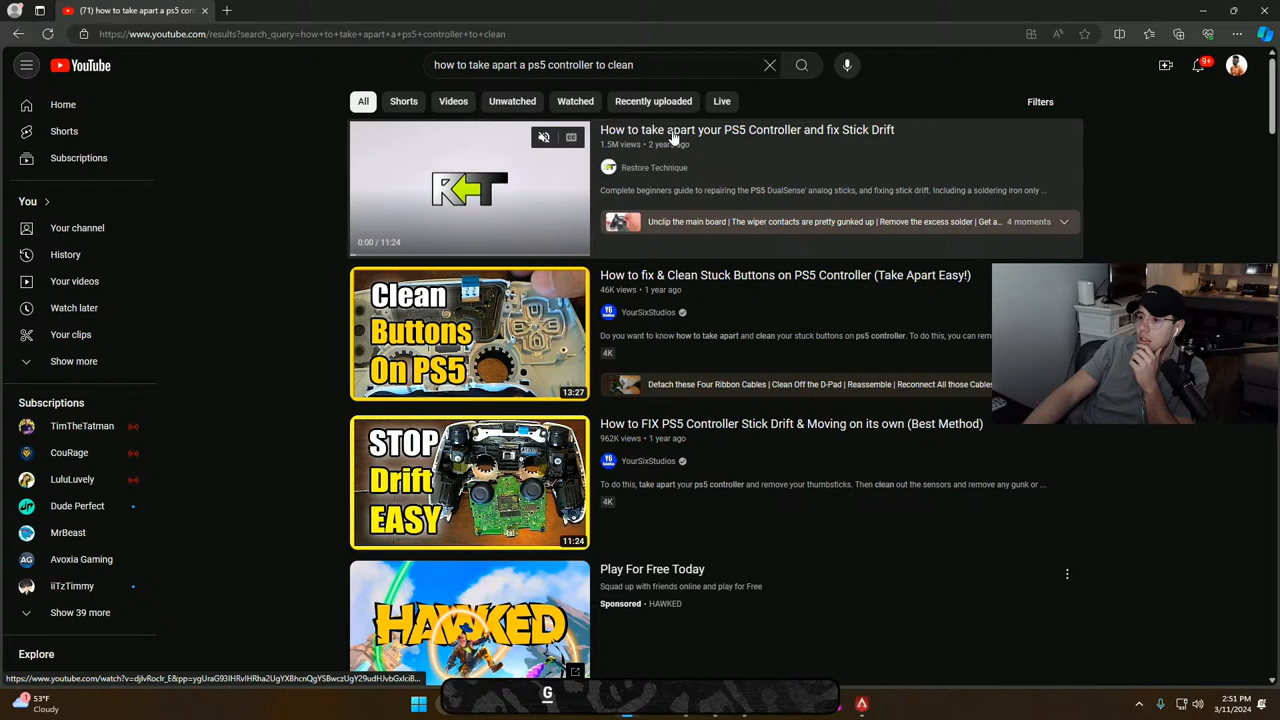 (71) how to take apart a ps5 con
https://www.youtube.com/results?search_query=how+to+take+apart+a+ps5+controller+to+clean
YouTube
how to take apart a ps5 controller to clean
9+
All
Shorts
Videos
Unwatched
Watched
Recently uploaded
Live
Filters
Home
Shorts
Subscriptions
You
Your channel
History
Your videos
Watch later
Your clips
Show more
Subscriptions
TimTheTatman
CouRage
LuluLuvely
Dude Perfect
MrBeast
Avoxia Gaming
iiTzTimmy
Show 39 more
Explore
RT
CC
0:00 / 11:24
How to take apart your PS5 Controller and fix Stick Drift
1.5M views • 2 years ago
Restore Technique
Complete beginners guide to repairing the PS5 DualSense' analog sticks, and fixing stick drift. Including a soldering iron only ...
Unclip the main board | The wiper contacts are pretty gunked up | Remove the excess solder | Get a... 4 moments
Clean
Buttons
On PS5
13:27
How to fix & Clean Stuck Buttons on PS5 Controller (Take Apart Easy!)
46K views • 1 year ago
Y6 Studios
YourSixStudios
Do you want to know how to take apart and clean your stuck buttons on ps5 controller. To do this, you can rem
4K
Detach these Four Ribbon Cables | Clean Off the D-Pad | Reassemble | Reconnect All those Cables
STOP
Drift
EASY
11:24
How to FIX PS5 Controller Stick Drift & Moving on its own (Best Method)
962K views • 1 year ago
Y6 Studios
YourSixStudios
To do this, take apart your ps5 controller and remove your thumbsticks. Then clean out the sensors and remove any gunk or ...
4K
HAWKED
Play For Free Today
Squad up with friends online and play for Free
Sponsored • HAWKED
G
53°F
Cloudy
2:51 PM
3/11/2024